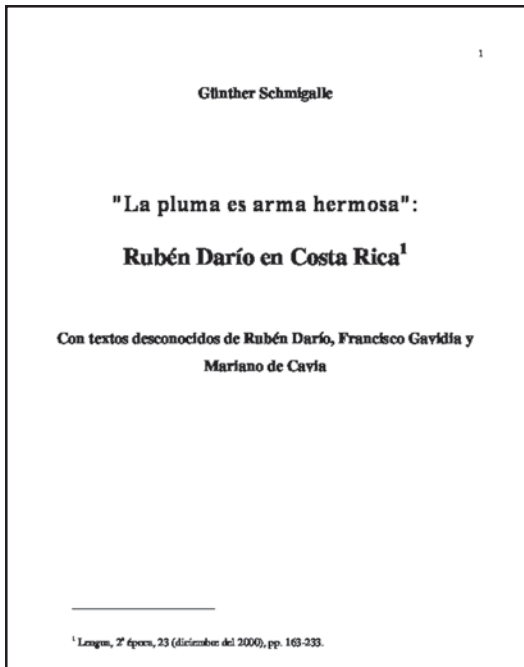 1
Günther Schmigalle
"La pluma es arma hermosa":
Rubén Darío en Costa Rica¹
Con textos desconocidos de Rubén Darío, Francisco Gavidia y
Mariano de Cavia
¹ Lengua, 2ª época, 23 (diciembre del 2000), pp. 163-233.